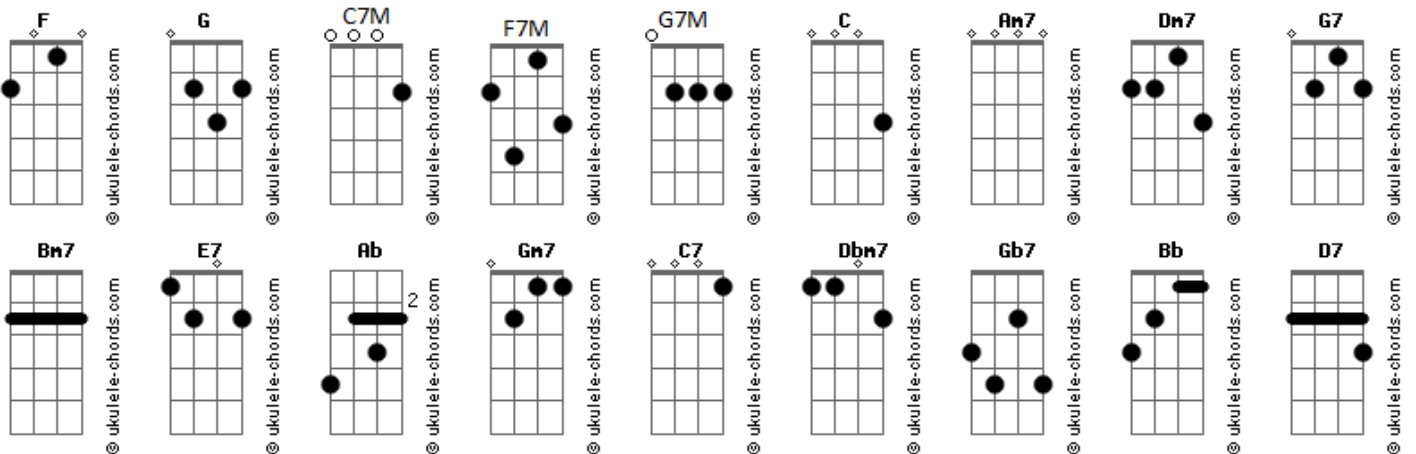 F G C7M F7M G7M C Am7 Dm7 G7
© ukulele-chords.com © ukulele-chords.com © ukulele-chords.com © ukulele-chords.com © ukulele-chords.com © ukulele-chords.com © ukulele-chords.com © ukulele-chords.com © ukulele-chords.com
Bm7 E7 Ab Gm7 C7 Dbm7 Gb7 Bb D7
2
© ukulele-chords.com © ukulele-chords.com © ukulele-chords.com © ukulele-chords.com © ukulele-chords.com © ukulele-chords.com © ukulele-chords.com © ukulele-chords.com © ukulele-chords.com